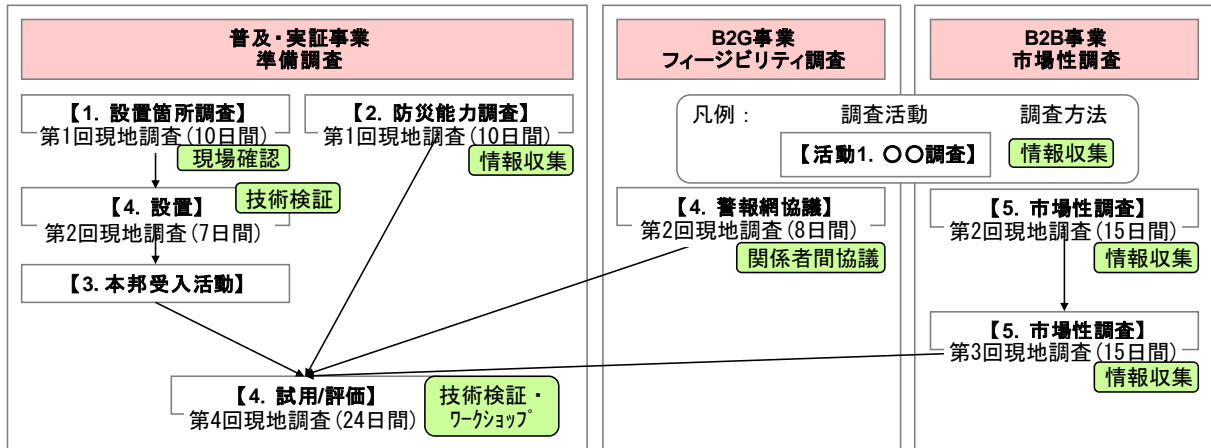 普及・実証事業
準備調査
【1. 設置箇所調査】
第1回現地調査(10日間)
現場確認
【2. 防災能力調査】
第1回現地調査(10日間)
情報収集
【4. 設置】
技術検証
第2回現地調査(7日間)
【3. 本邦受入活動】
【4. 試用/評価】
第4回現地調査(24日間)
技術検証・
ワークショップ
B2G事業
フィージビリティ調査
B2B事業
市場性調査
凡例：　調査活動　調査方法
【活動1. 〇〇調査】
情報収集
【4. 警報網協議】
第2回現地調査(8日間)
関係者間協議
【5. 市場性調査】
第2回現地調査(15日間)
情報収集
【5. 市場性調査】
第3回現地調査(15日間)
情報収集